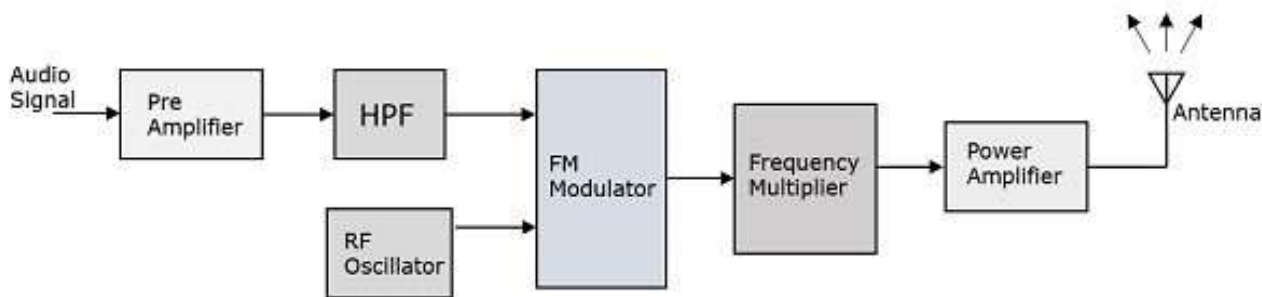 Audio
Signal
Pre
Amplifier
HPF
RF
Oscillator
FM
Modulator
Frequency
Multiplier
Power
Amplifier
Antenna